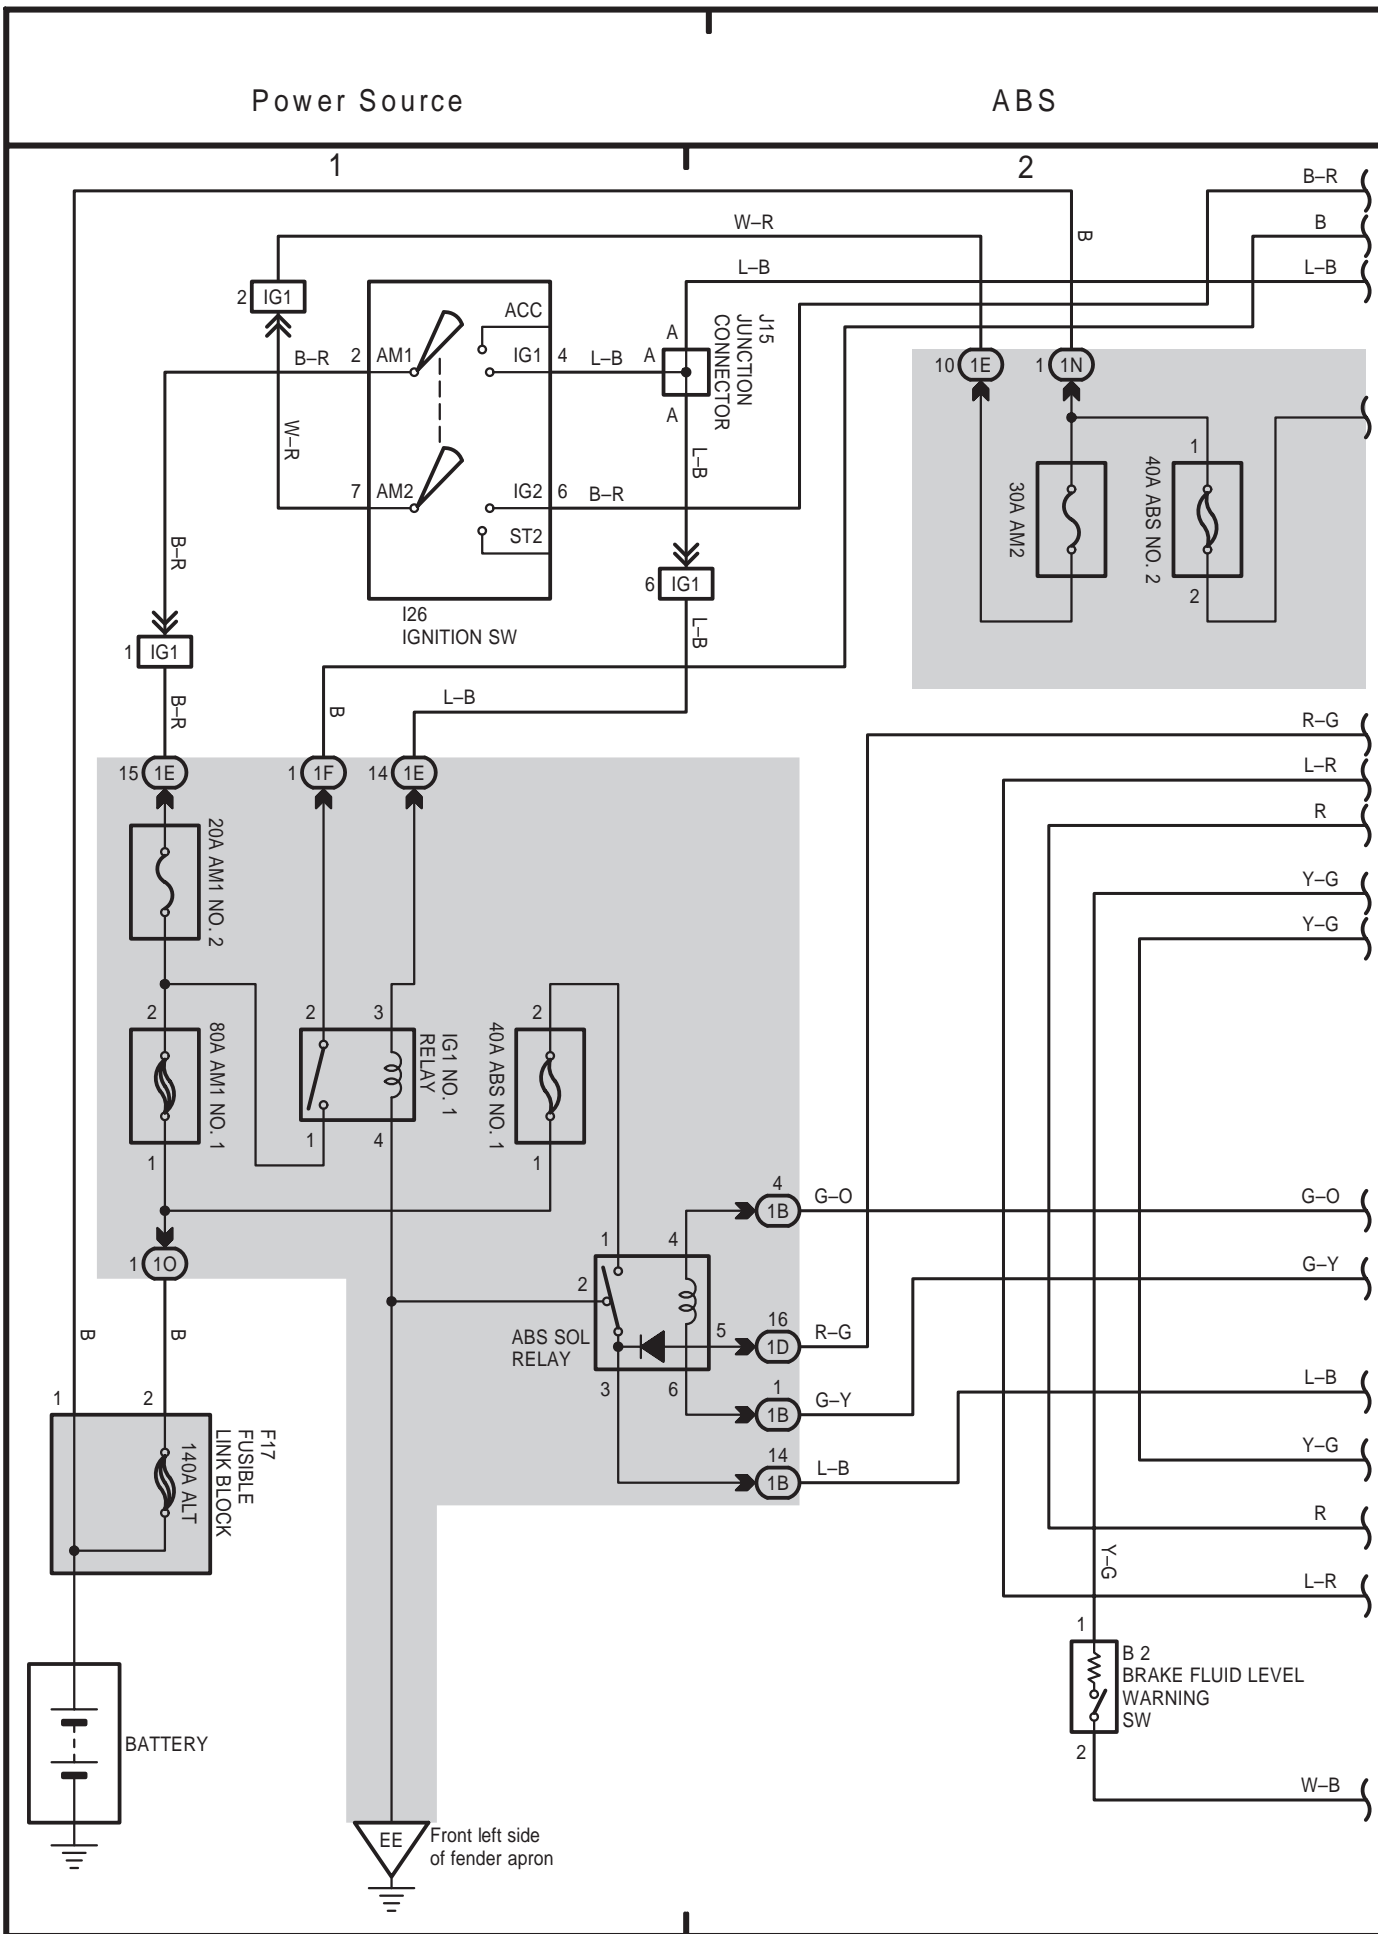 Power Source
ABS
1
2
B–R
W–R
B
B
L–B
L–B
2
IG1
ACC
J15
JUNCTION
CONNECTOR
A
B–R
2
AM1
IG1
4
L–B
A
10
1E
1
1N
A
W–R
L–B
1
7
AM2
IG2
6
B–R
30A AM2
40A ABS NO. 2
ST2
B–R
6
IG1
2
I26
IGNITION SW
L–B
1
IG1
B–R
B
L–B
R–G
15
1E
1
1F
14
1E
L–R
20A AM1 NO. 2
R
Y–G
Y–G
2
2
3
2
80A AM1 NO. 1
IG1 NO. 1
RELAY
40A ABS NO. 1
1
1
4
1
4
1B
G–O
G–O
1
4
1
1O
G–Y
2
B
B
ABS SOL
RELAY
5
16
1D
R–G
3
6
1
1B
G–Y
L–B
1
2
F17
FUSIBLE
LINK BLOCK
140A ALT
14
1B
L–B
Y–G
R
Y–G
L–R
1
B 2
BRAKE FLUID LEVEL
WARNING
SW
2
BATTERY
W–B
EE
Front left side
of fender apron